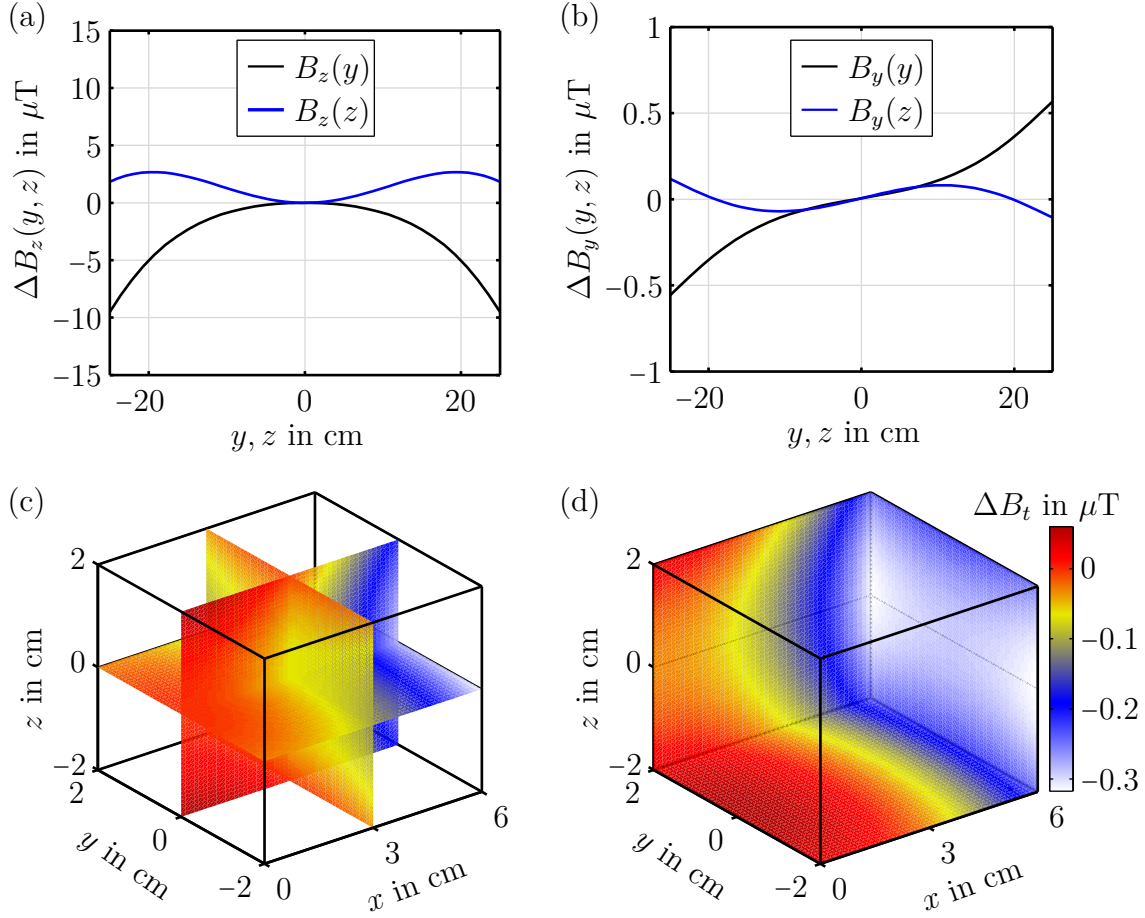 (a)
15
10
5
0
−5
−10
−15
ΔB_z(y, z) in μT
B_z(y)
B_z(z)
−20
0
20
y, z in cm
(b)
1
0.5
0
−0.5
−1
ΔB_y(y, z) in μT
B_y(y)
B_y(z)
−20
0
20
y, z in cm
(c)
2
0
−2
z in cm
2
0
−2
y in cm
0
3
6
x in cm
(d)
2
0
−2
z in cm
2
0
−2
y in cm
0
3
6
x in cm
ΔB_t in μT
0
−0.1
−0.2
−0.3